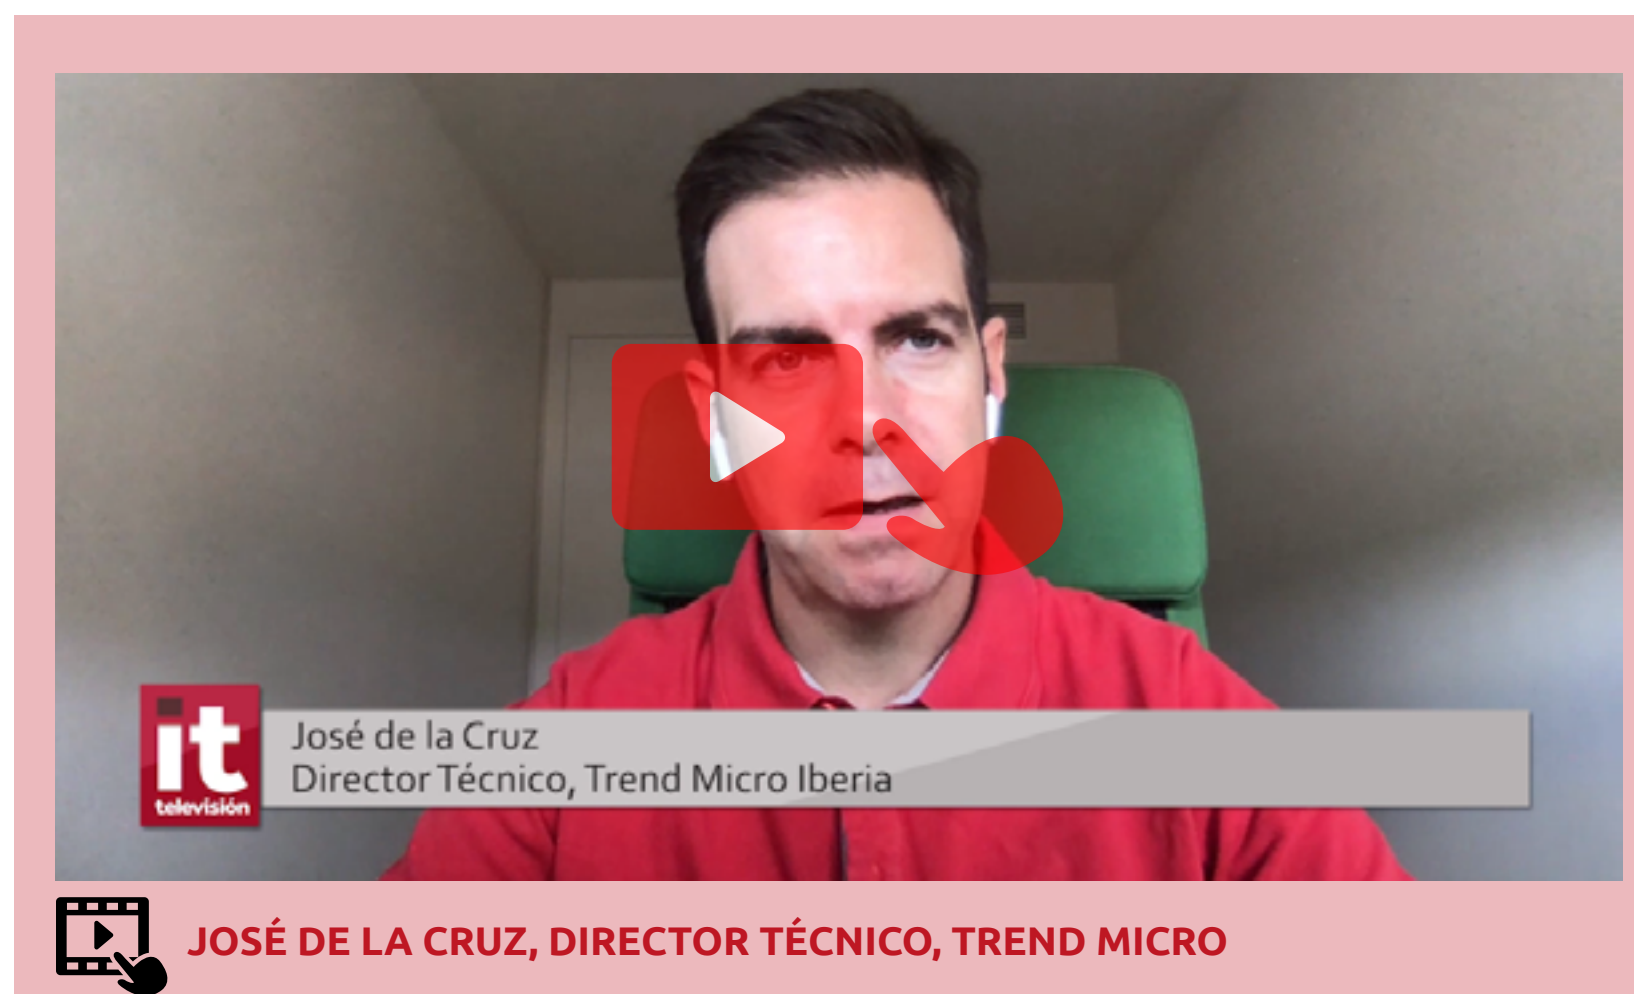 it
televisión
José de la Cruz
Director Técnico, Trend Micro Iberia
JOSÉ DE LA CRUZ, DIRECTOR TÉCNICO, TREND MICRO